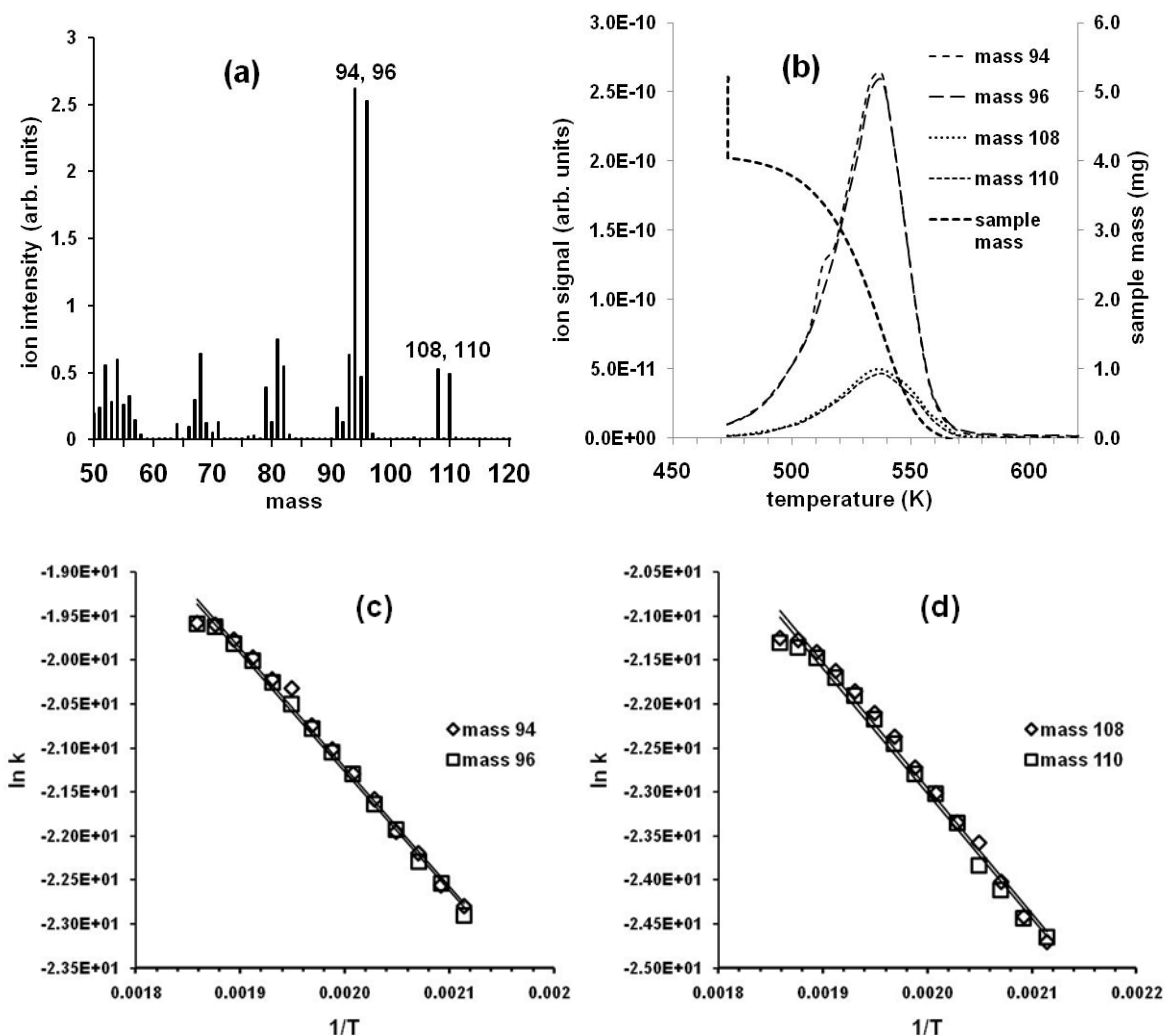 3
2.5
2
1.5
1
0.5
0
ion intensity (arb. units)
(a)
94, 96
108, 110
50 60 70 80 90 100 110 120
mass
3.0E-10
2.5E-10
2.0E-10
1.5E-10
1.0E-10
5.0E-11
0.0E+00
ion signal (arb. units)
(b)
mass 94
mass 96
mass 108
mass 110
sample
mass
6.0
5.0
4.0
3.0
2.0
1.0
0.0
sample mass (mg)
450 500 550 600
temperature (K)
-1.90E+01
-1.95E+01
-2.00E+01
-2.05E+01
-2.10E+01
-2.15E+01
-2.20E+01
-2.25E+01
-2.30E+01
-2.35E+01
ln k
(c)
mass 94
mass 96
0.0018 0.0019 0.0020 0.0021 0.002
1/T
-2.05E+01
-2.10E+01
-2.15E+01
-2.20E+01
-2.25E+01
-2.30E+01
-2.35E+01
-2.40E+01
-2.45E+01
-2.50E+01
ln k
(d)
mass 108
mass 110
0.0018 0.0019 0.0020 0.0021 0.0022
1/T